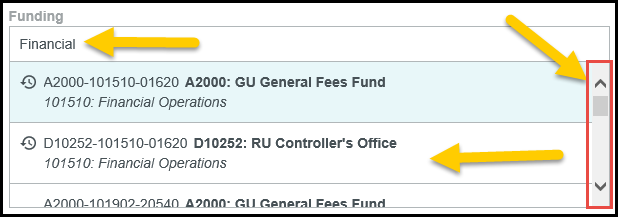 Funding
Financial
A2000-101510-01620 A2000: GU General Fees Fund
101510: Financial Operations
D10252-101510-01620 D10252: RU Controller's Office
101510: Financial Operations
A2000-101902-20540 A2000: GU General Fees Fund